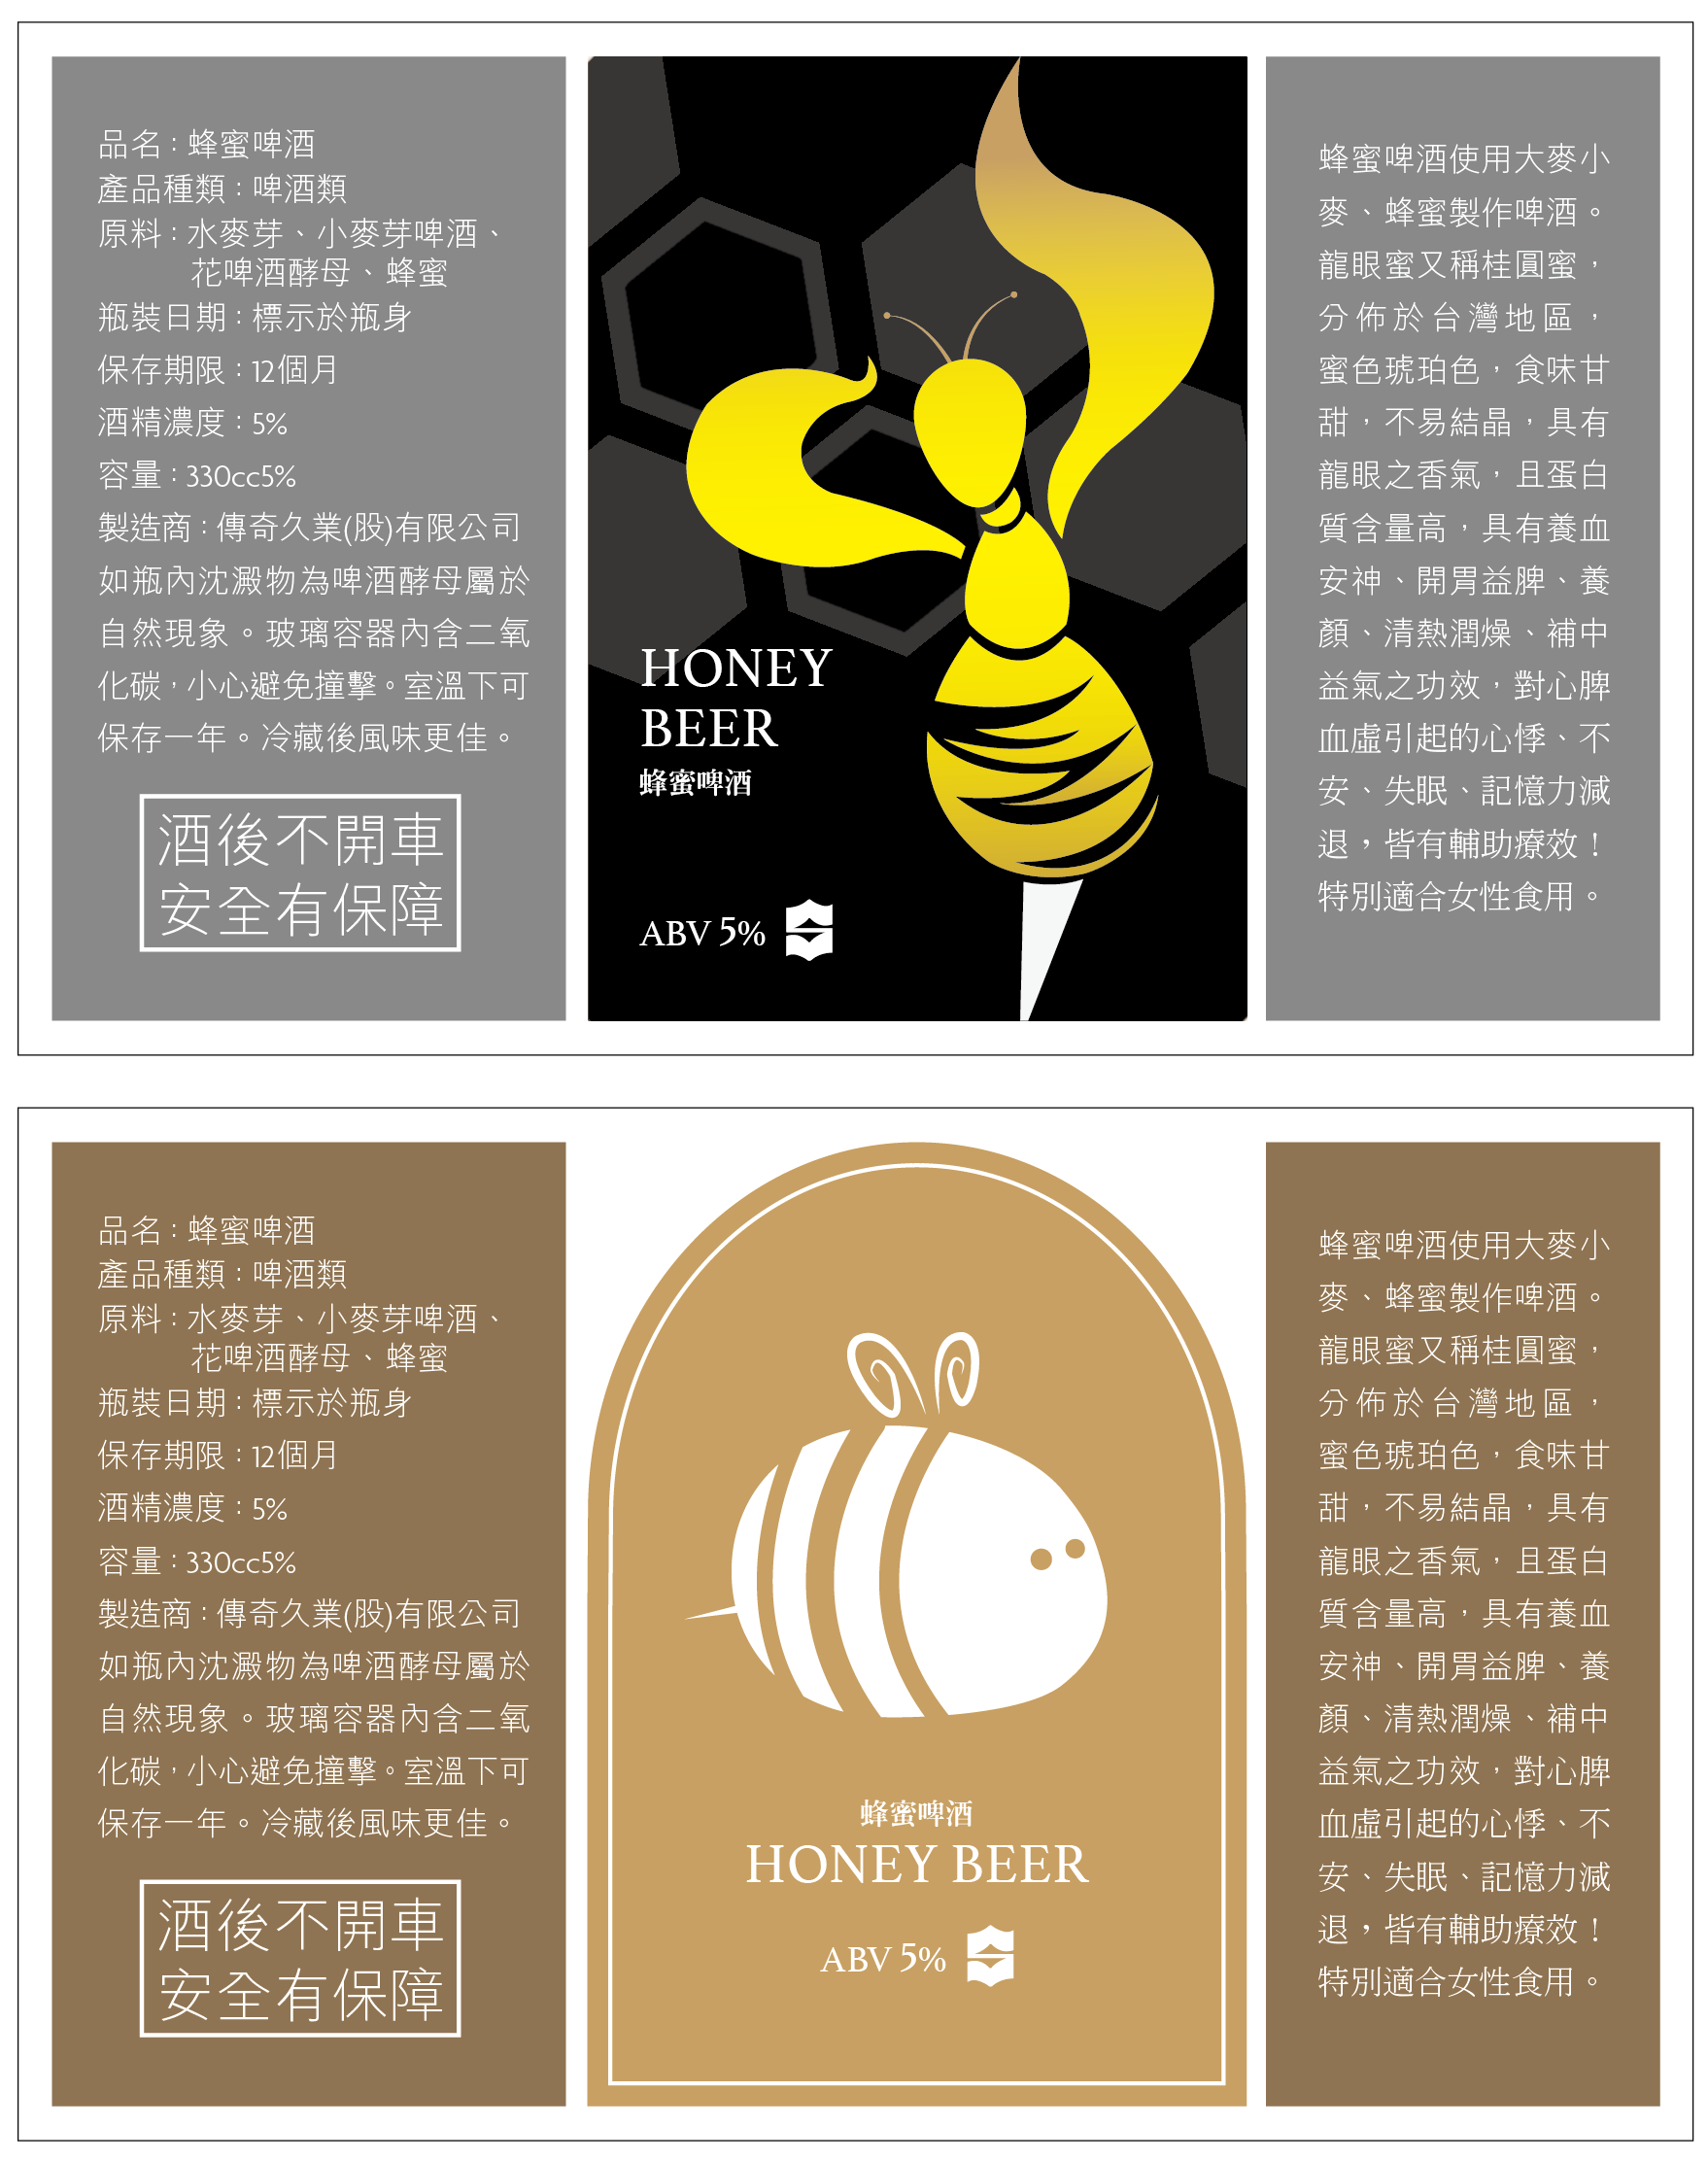 品名：蜂蜜啤酒
產品種類：啤酒類
原料：水麥芽、小麥芽啤酒、
花啤酒酵母、蜂蜜
瓶裝日期：標示於瓶身
保存期限：12個月
酒精濃度：5%
容量：330cc5%
製造商：傳奇久業(股)有限公司
如瓶內沈澱物為啤酒酵母屬於
自然現象。玻璃容器內含二氧
化碳，小心避免撞擊。室溫下可
保存一年。冷藏後風味更佳。
酒後不開車
安全有保障
HONEY
BEER
蜂蜜啤酒
ABV 5%
蜂蜜啤酒使用大麥小
麥、蜂蜜製作啤酒。
龍眼蜜又稱桂圓蜜，
分佈於台灣地區，
蜜色琥珀色，食味甘
甜，不易結晶，具有
龍眼之香氣，且蛋白
質含量高，具有養血
安神、開胃益脾、養
顏、清熱潤燥、補中
益氣之功效，對心脾
血虛引起的心悸、不
安、失眠、記憶力減
退，皆有輔助療效！
特別適合女性食用。
品名：蜂蜜啤酒
產品種類：啤酒類
原料：水麥芽、小麥芽啤酒、
花啤酒酵母、蜂蜜
瓶裝日期：標示於瓶身
保存期限：12個月
酒精濃度：5%
容量：330cc5%
製造商：傳奇久業(股)有限公司
如瓶內沈澱物為啤酒酵母屬於
自然現象。玻璃容器內含二氧
化碳，小心避免撞擊。室溫下可
保存一年。冷藏後風味更佳。
酒後不開車
安全有保障
蜂蜜啤酒
HONEY BEER
ABV 5%
蜂蜜啤酒使用大麥小
麥、蜂蜜製作啤酒。
龍眼蜜又稱桂圓蜜，
分佈於台灣地區，
蜜色琥珀色，食味甘
甜，不易結晶，具有
龍眼之香氣，且蛋白
質含量高，具有養血
安神、開胃益脾、養
顏、清熱潤燥、補中
益氣之功效，對心脾
血虛引起的心悸、不
安、失眠、記憶力減
退，皆有輔助療效！
特別適合女性食用。